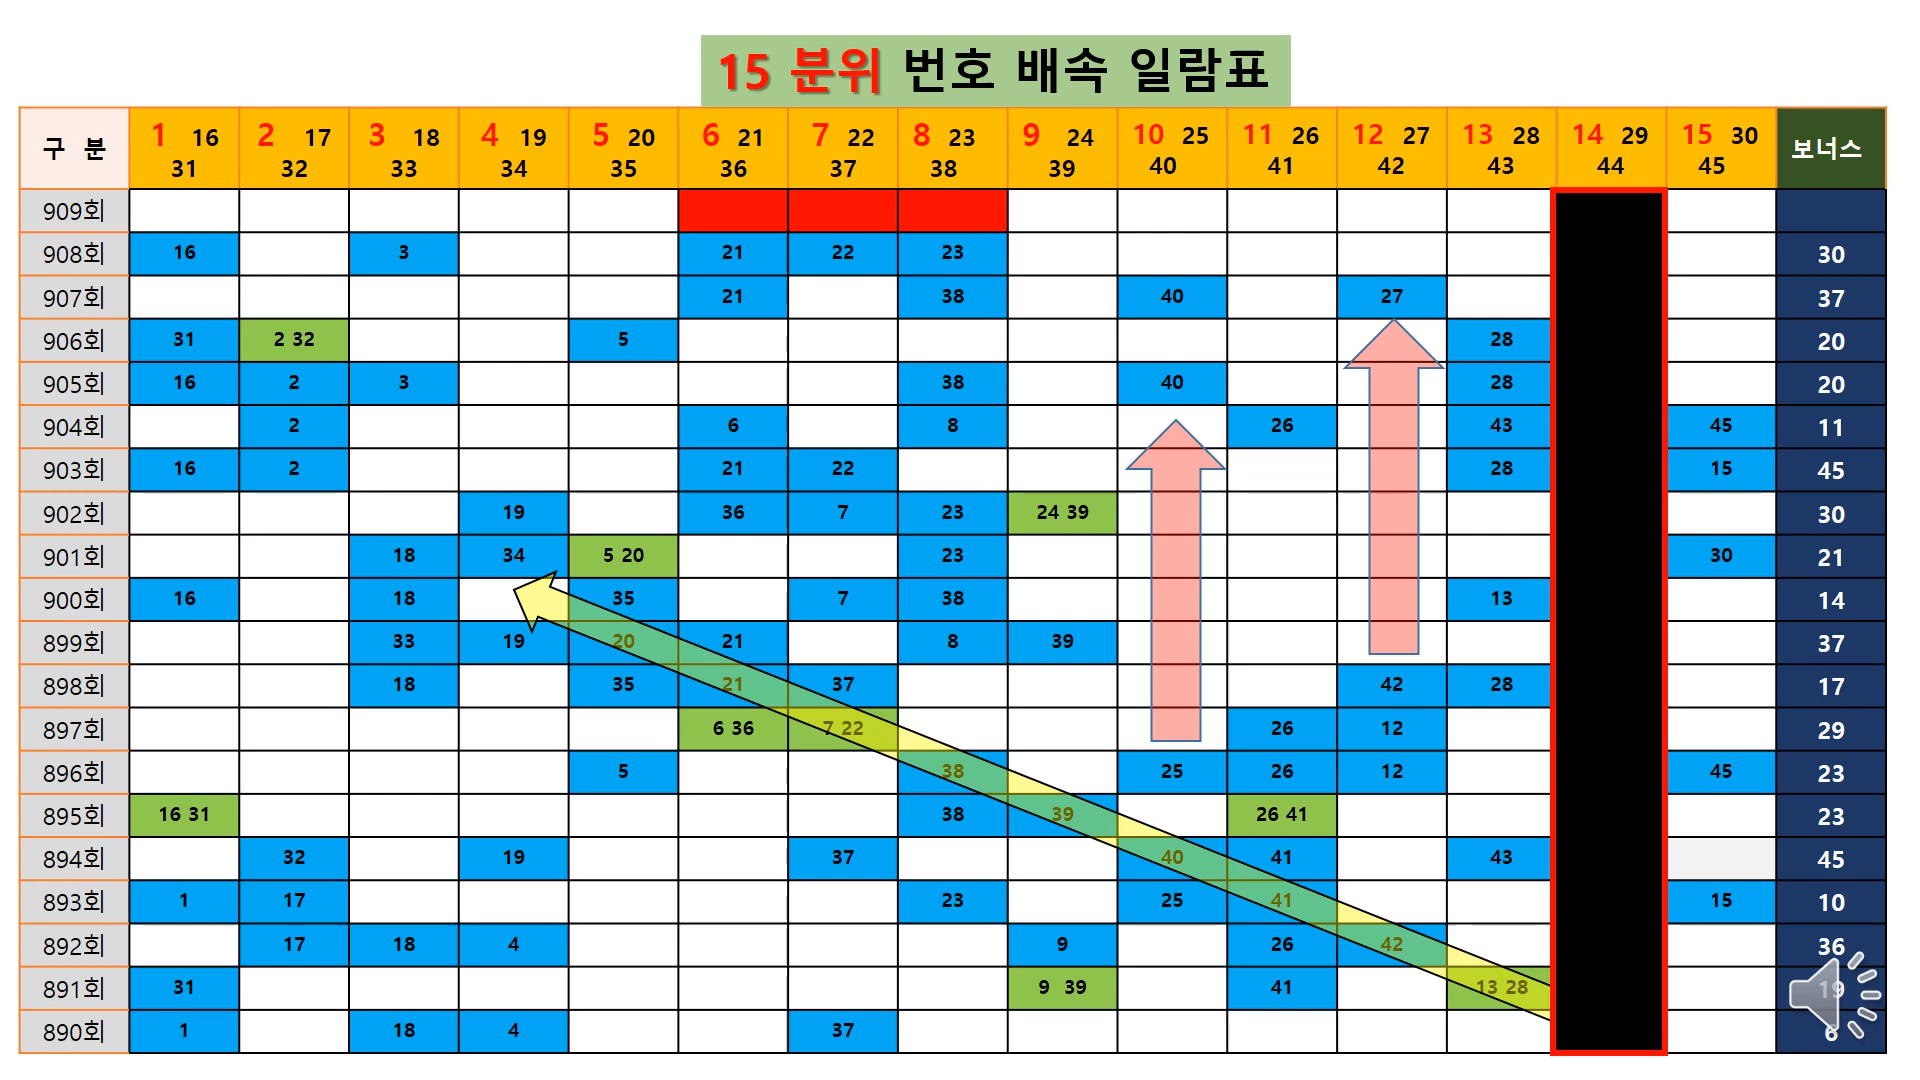 15 분위 번호 배속 일람표
구 분 1 16 31 2 17 32 3 18 33 4 19 34 5 20 35 6 21 36 7 22 37 8 23 38 9 24 39 10 25 40 11 26 41 12 27 42 13 28 43 14 29 44 15 30 45 보너스
909회
908회 16 3 21 22 23 30
907회 21 38 40 27 37
906회 31 2 32 5 28 20
905회 16 2 3 38 40 28 20
904회 2 6 8 26 43 45 11
903회 16 2 21 22 28 15 45
902회 19 36 7 23 24 39 30
901회 18 34 5 20 23 30 21
900회 16 18 35 7 38 13 14
899회 33 19 20 21 8 39 37
898회 18 35 21 37 42 28 17
897회 6 36 7 22 26 12 29
896회 5 38 25 26 12 45 23
895회 16 31 38 39 26 41 23
894회 32 19 37 40 41 43 45
893회 1 17 23 25 41 15 10
892회 17 18 4 9 26 42 36
891회 31 9 39 41 13 28 19
890회 1 18 4 37 6